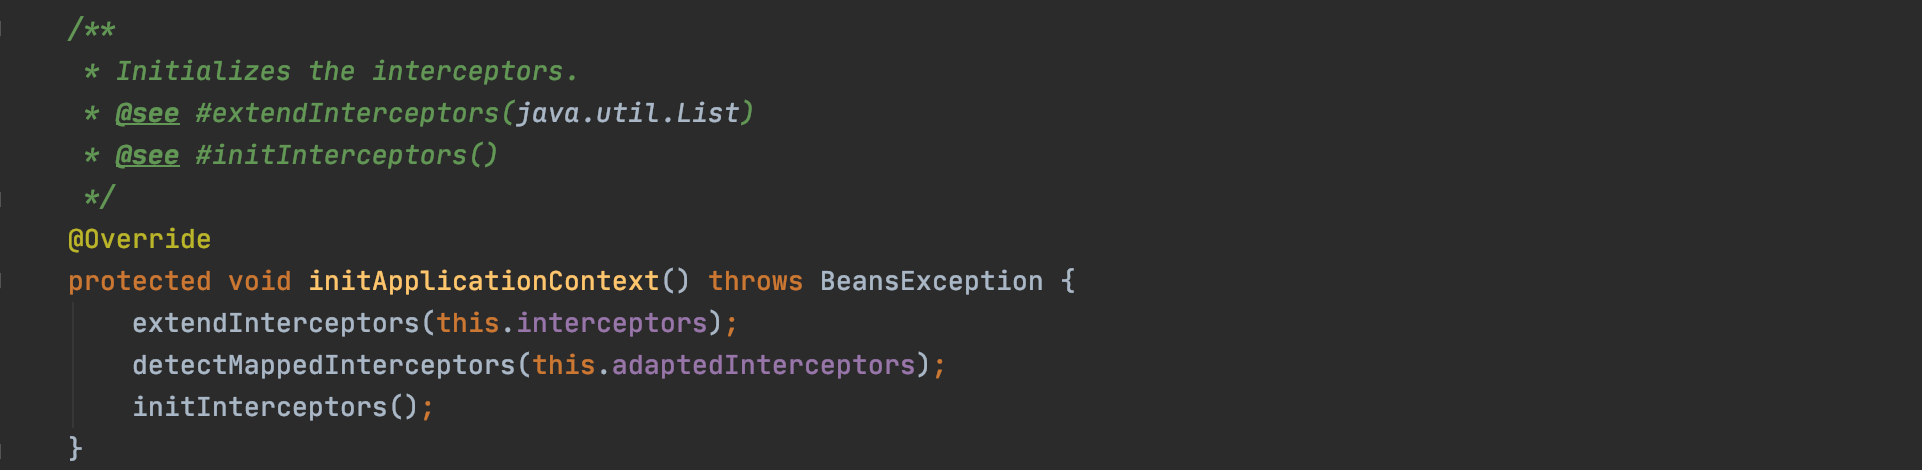 /**
 * Initializes the interceptors.
 * @see #extendInterceptors(java.util.List)
 * @see #initInterceptors()
 */
@Override
protected void initApplicationContext() throws BeansException {
    extendInterceptors(this.interceptors);
    detectMappedInterceptors(this.adaptedInterceptors);
    initInterceptors();
}